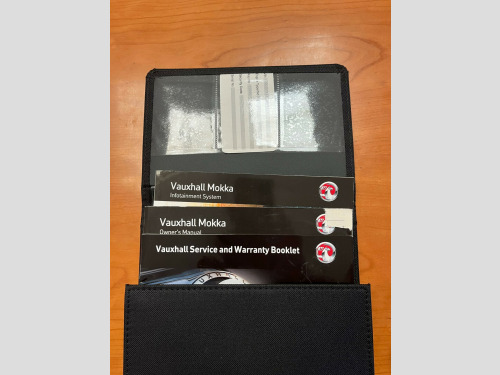 Vauxhall Mokka
Infotainment System
Vauxhall Mokka
Owner's Manual
Vauxhall Service and Warranty Booklet